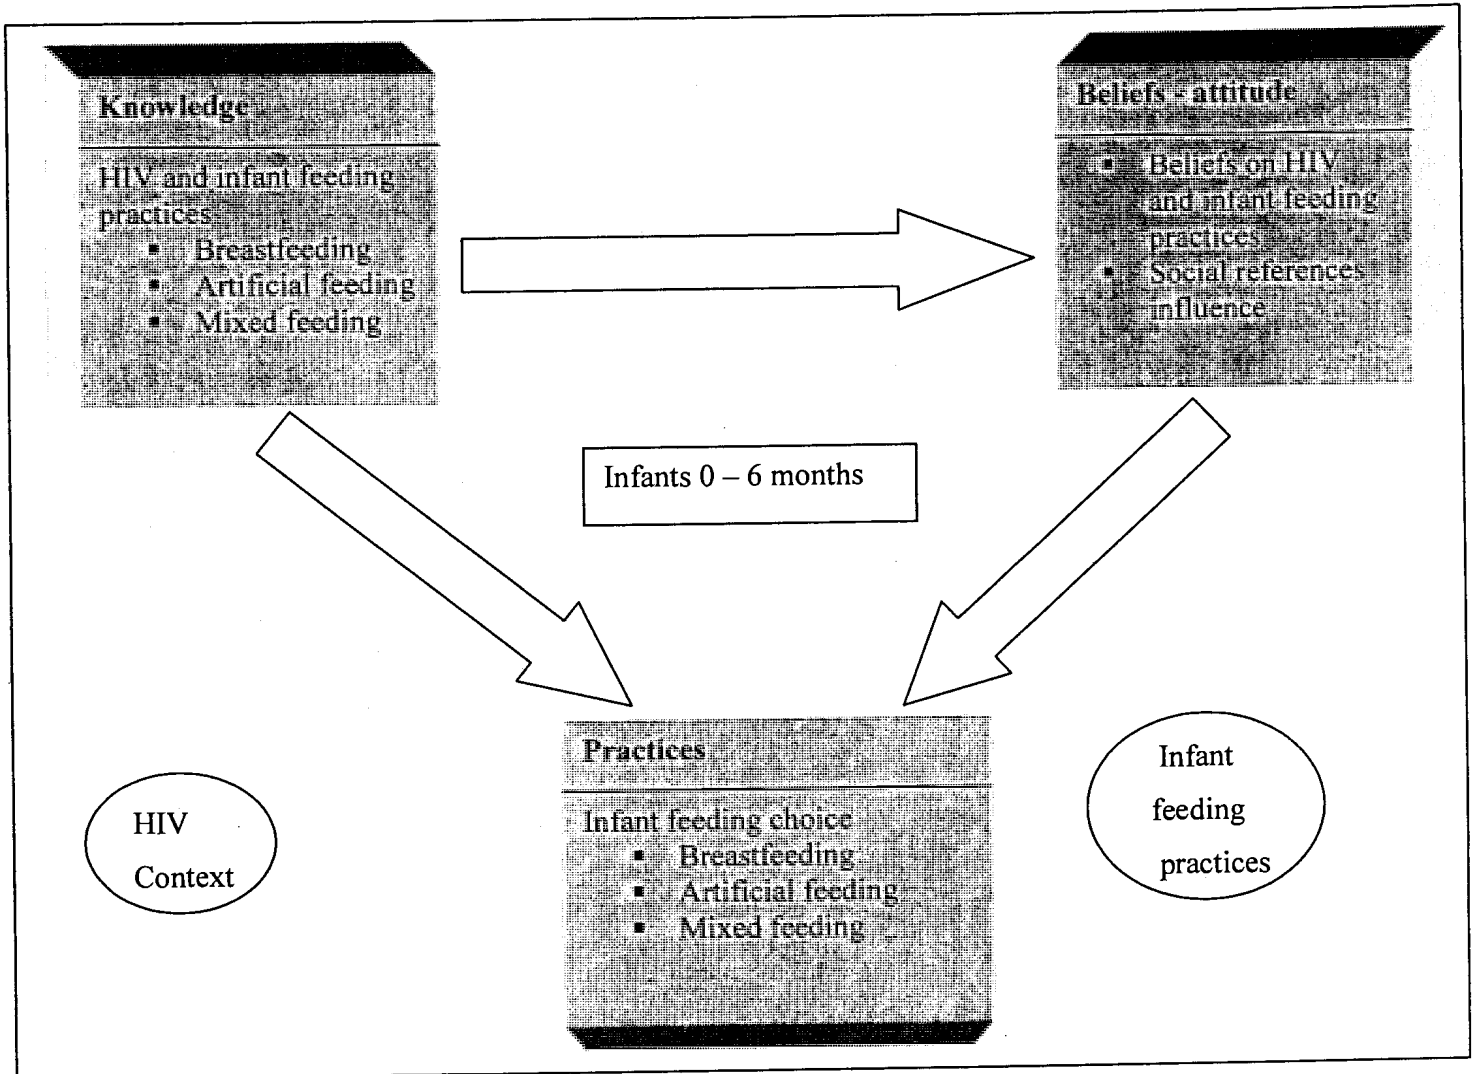 Knowledge
HIV and infant feeding
practices
▪ Breastfeeding
▪ Artificial feeding
▪ Mixed feeding
Beliefs - attitude
▪ Beliefs on HIV
and infant feeding
practices
▪ Social references
influence
Infants 0 – 6 months
Practices
Infant feeding choice
▪ Breastfeeding
▪ Artificial feeding
▪ Mixed feeding
HIV
Context
Infant
feeding
practices